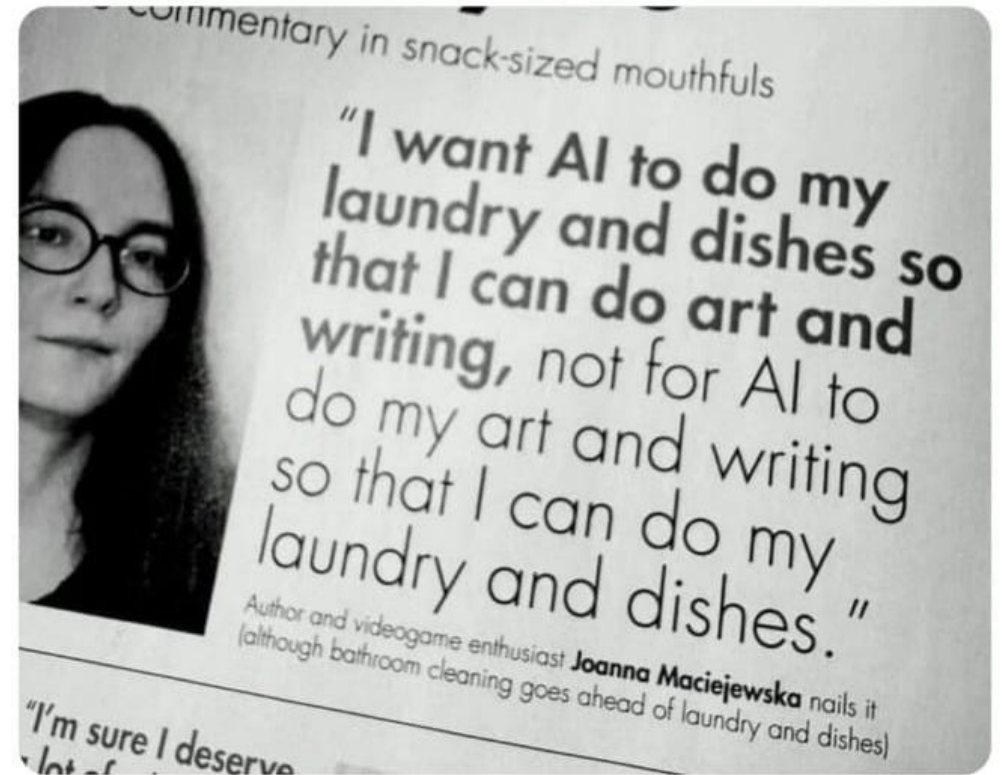 commentary in snack-sized mouthfuls
“I want AI to do my
laundry and dishes so
that I can do art and
writing, not for AI to
do my art and writing
so that I can do my
laundry and dishes.”
Author and videogame enthusiast Joanna Maciejewska nails it
(although bathroom cleaning goes ahead of laundry and dishes)
“I’m sure I deserve
lot of